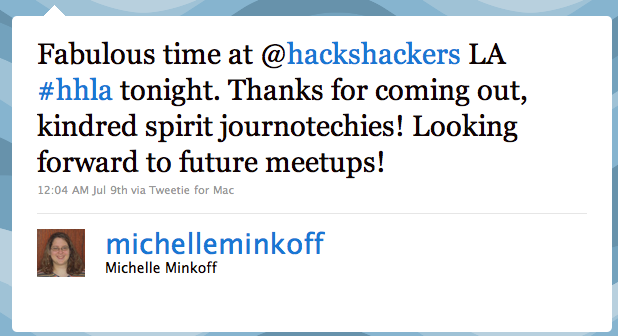 Fabulous time at @hackshackers LA
#hhla tonight. Thanks for coming out,
kindred spirit journotechies! Looking
forward to future meetups!
12:04 AM Jul 9th via Tweetie for Mac
michelleminkoff
Michelle Minkoff